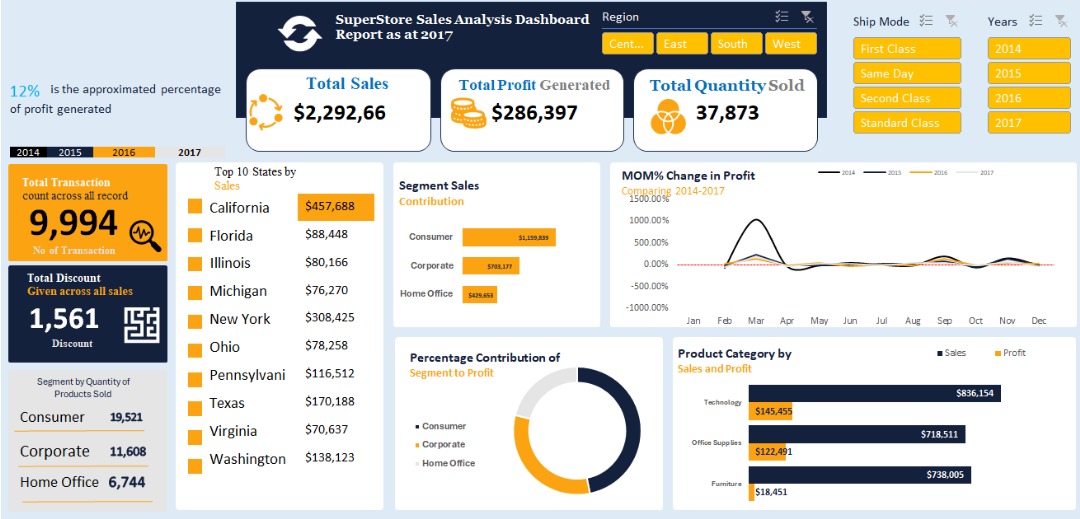 SuperStore Sales Analysis Dashboard
Report as at 2017
Region
Cent...
East
South
West
Ship Mode
First Class
Same Day
Second Class
Standard Class
Years
2014
2015
2016
2017
12% is the approximated percentage
of profit generated
Total Sales
$2,292,66
Total Profit Generated
$286,397
Total Quantity Sold
37,873
2014 2015 2016 2017
Total Transaction
count across all record
9,994
No of Transaction
Total Discount
Given across all sales
1,561
Discount
Segment by Quantity of
Products Sold
Consumer 19,521
Corporate 11,608
Home Office 6,744
Top 10 States by
Sales
California $457,688
Florida $88,448
Illinois $80,166
Michigan $76,270
New York $308,425
Ohio $78,258
Pennsylvani $116,512
Texas $170,188
Virginia $70,637
Washington $138,123
Segment Sales
Contribution
Consumer $1,159,839
Corporate $703,177
Home Office $429,653
MOM% Change in Profit
Comparing 2014-2017
2014 2015 2016 2017
1500.00%
1000.00%
500.00%
0.00%
-500.00%
-1000.00%
Jan Feb Mar Apr May Jun Jul Aug Sep Oct Nov Dec
Percentage Contribution of
Segment to Profit
Consumer
Corporate
Home Office
Product Category by
Sales and Profit
Sales Profit
Technology $836,154
$145,455
Office Supplies $718,511
$122,491
Furniture $738,005
$18,451